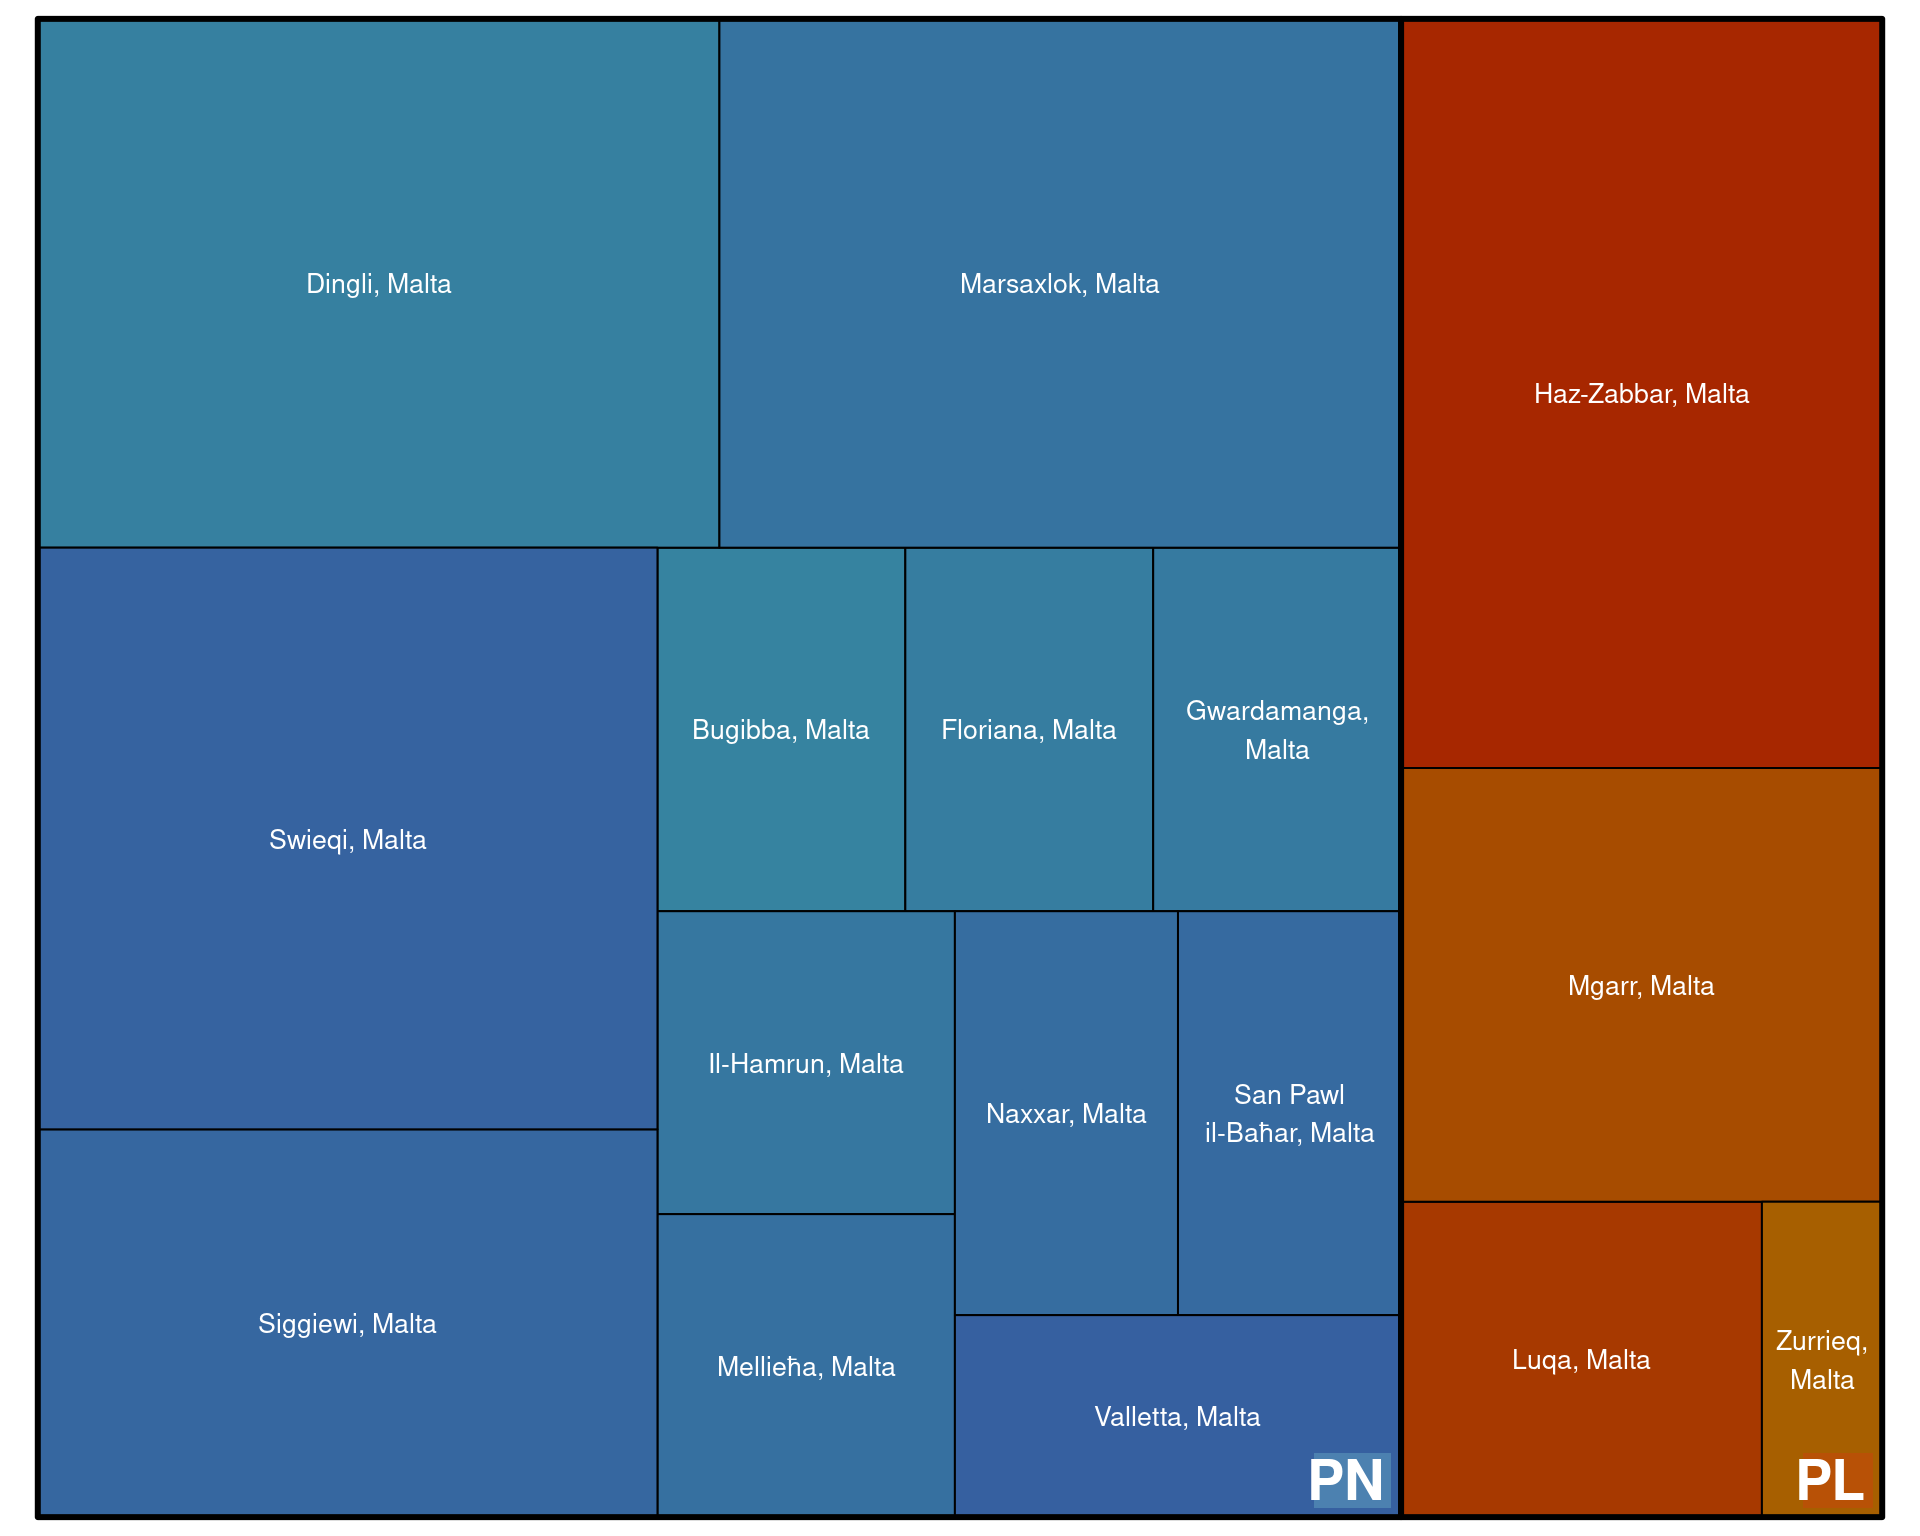 Dingli, Malta
Marsaxlok, Malta
Haz-Zabbar, Malta
Swieqi, Malta
Bugibba, Malta
Floriana, Malta
Gwardamanga,
Malta
Mgarr, Malta
Il-Hamrun, Malta
Naxxar, Malta
San Pawl
il-Baħar, Malta
Siggiewi, Malta
Mellieħa, Malta
Valletta, Malta
Luqa, Malta
Zurrieq,
Malta
PN
PL